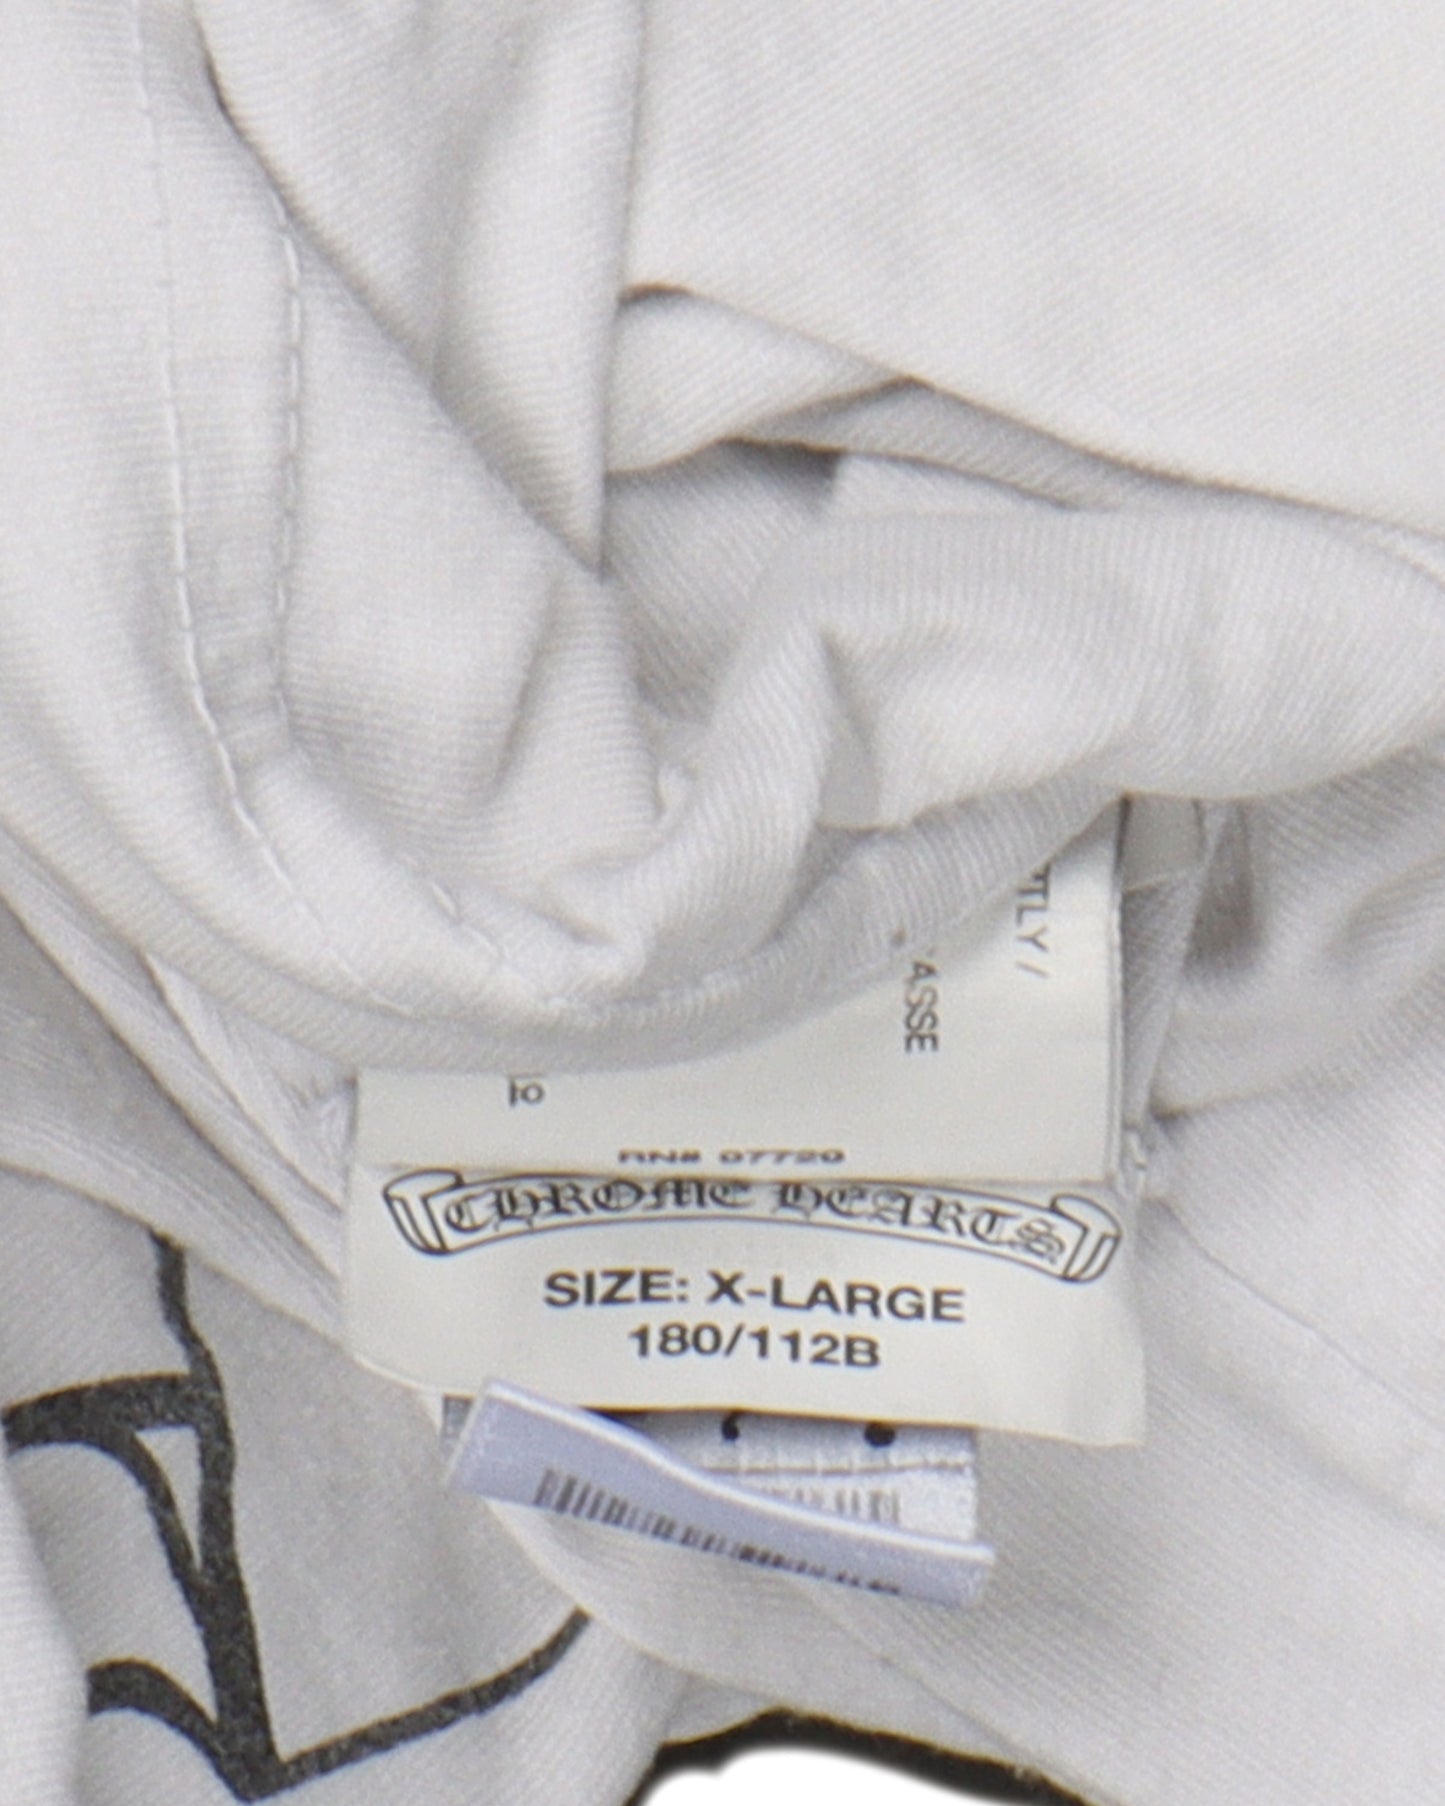 TLY /
ASSE
RN# 07720
CHROME HEARTS
SIZE: X-LARGE
180/112B